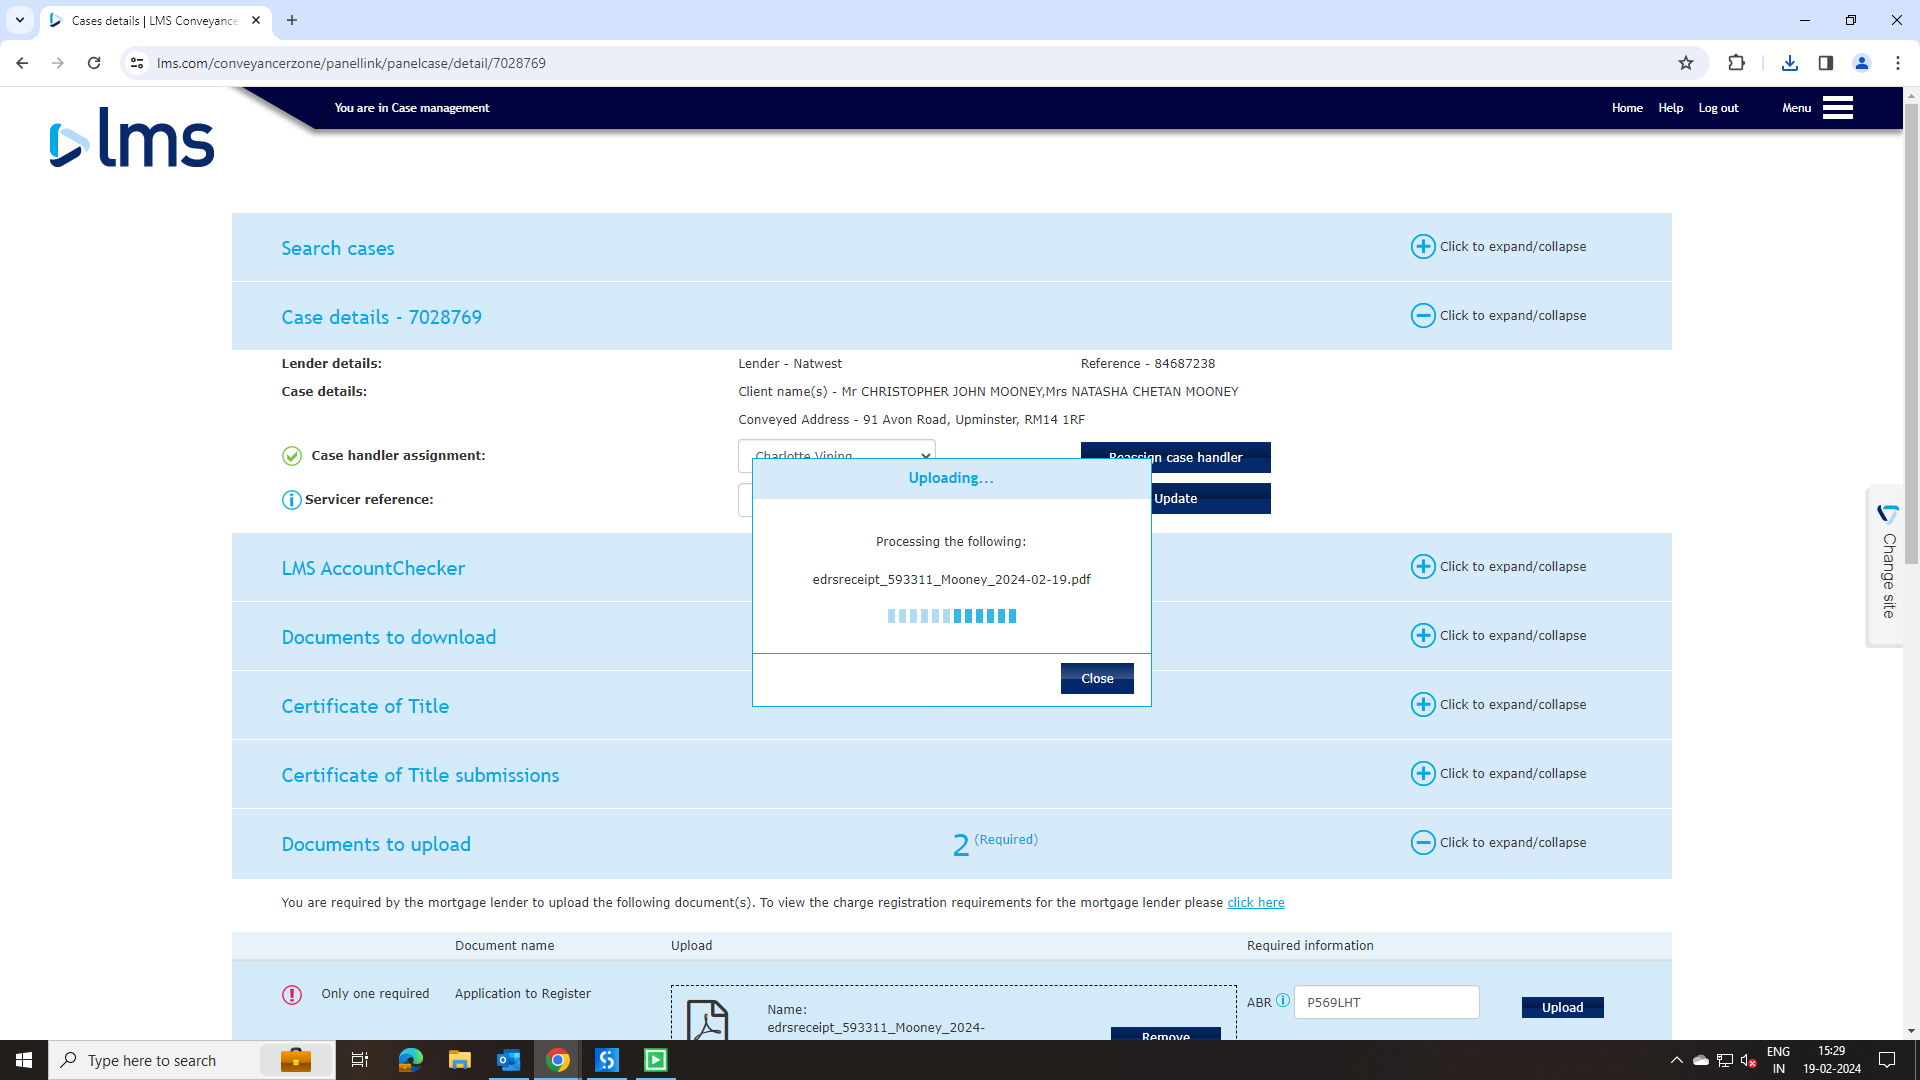 Cases details | LMS Conveyance
lms.com/conveyancerzone/panellink/panelcase/detail/7028769
You are in Case management
Home
Help
Log out
Menu
lms
Search cases
Click to expand/collapse
Case details - 7028769
Click to expand/collapse
Lender details:
Lender - Natwest
Reference - 84687238
Case details:
Client name(s) - Mr CHRISTOPHER JOHN MOONEY,Mrs NATASHA CHETAN MOONEY
Conveyed Address - 91 Avon Road, Upminster, RM14 1RF
Case handler assignment:
Charlotte Vining
Reassign case handler
Servicer reference:
Update
Uploading...
Processing the following:
edrsreceipt_593311_Mooney_2024-02-19.pdf
Close
LMS AccountChecker
Click to expand/collapse
Documents to download
Click to expand/collapse
Certificate of Title
Click to expand/collapse
Certificate of Title submissions
Click to expand/collapse
Documents to upload
2 (Required)
Click to expand/collapse
Change site
You are required by the mortgage lender to upload the following document(s). To view the charge registration requirements for the mortgage lender please click here
Document name
Upload
Required information
Only one required
Application to Register
Name:
edrsreceipt_593311_Mooney_2024-
Remove
ABR
P569LHT
Upload
Type here to search
ENG
IN
15:29
19-02-2024